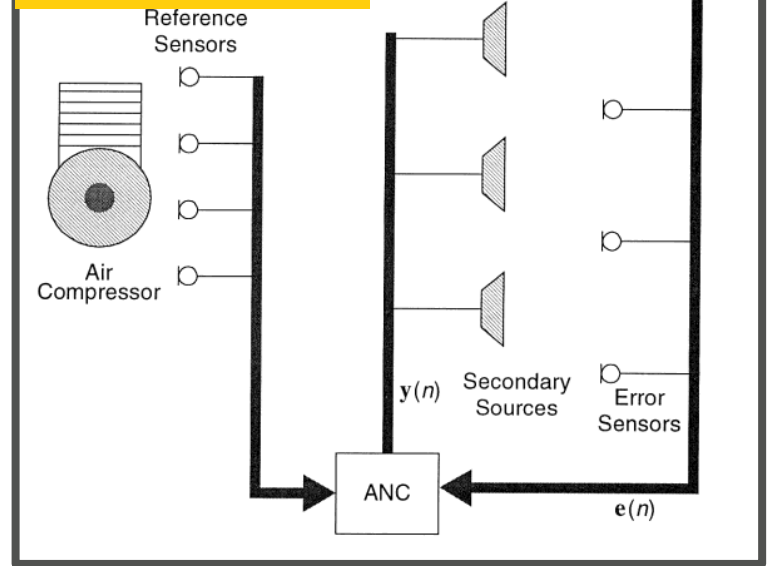 Reference
Sensors
Air
Compressor
y(n)
Secondary
Sources
Error
Sensors
ANC
e(n)